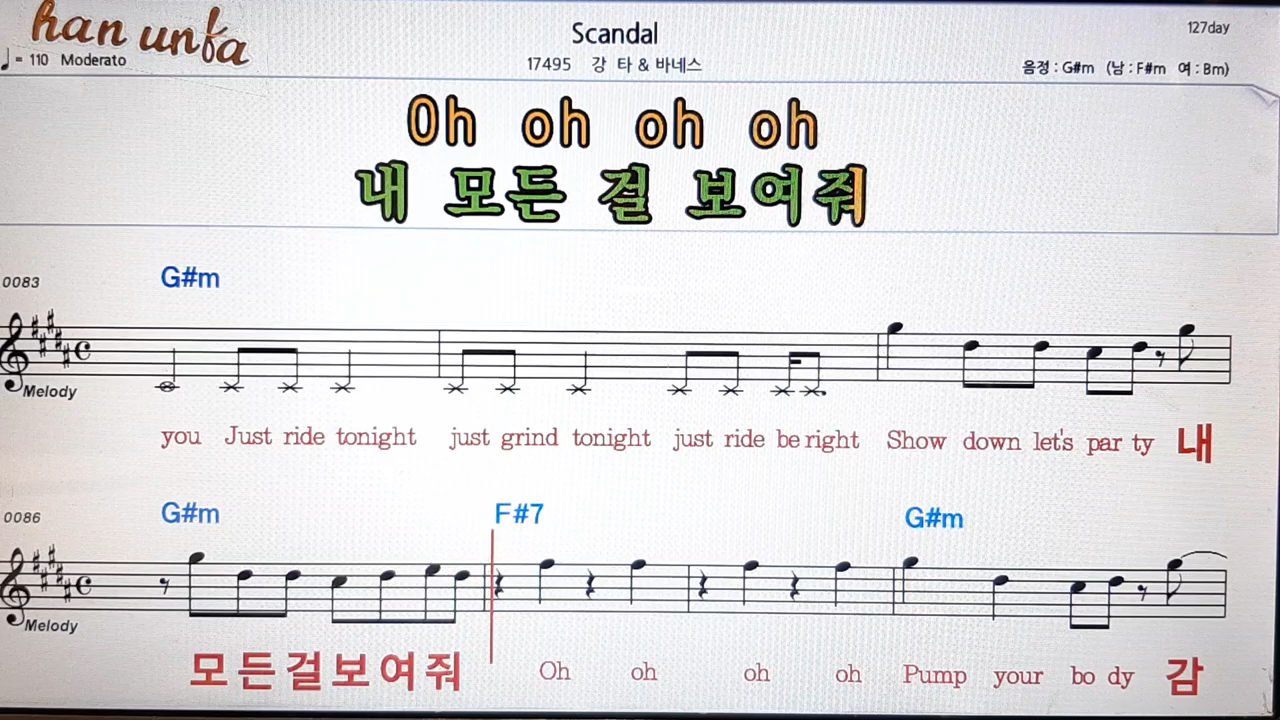 han unfa
Scandal
127day
♩= 110 Moderato
17495 강 타 & 바네스
음정 : G#m (남 : F#m 여 : Bm)
Oh oh oh oh
내 모든 걸 보여줘
0083
G#m
Melody
you Just ride tonight just grind tonight just ride be right Show down let's par ty 내
0086
G#m F#7 G#m
Melody
모 든 걸 보 여 줘 Oh oh oh oh Pump your bo dy 감